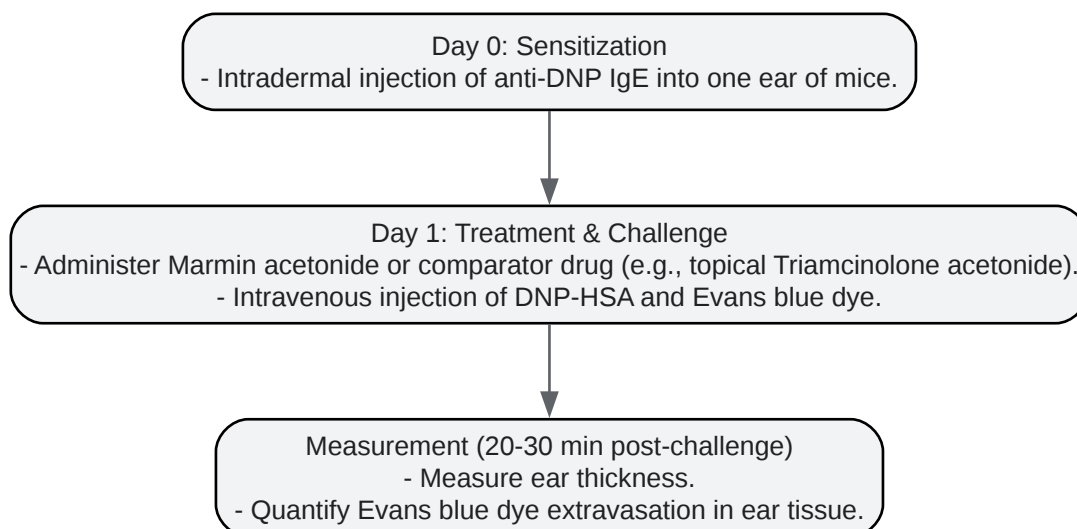 Day 0: Sensitization
- Intradermal injection of anti-DNP IgE into one ear of mice.
Day 1: Treatment & Challenge
- Administer Marmin acetonide or comparator drug (e.g., topical Triamcinolone acetonide).
- Intravenous injection of DNP-HSA and Evans blue dye.
Measurement (20-30 min post-challenge)
- Measure ear thickness.
- Quantify Evans blue dye extravasation in ear tissue.